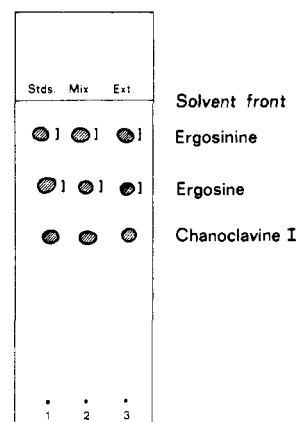 Stds. Mix Ext.
Solvent front
Ergosinine
Ergosine
Chanoclavine I
1 2 3